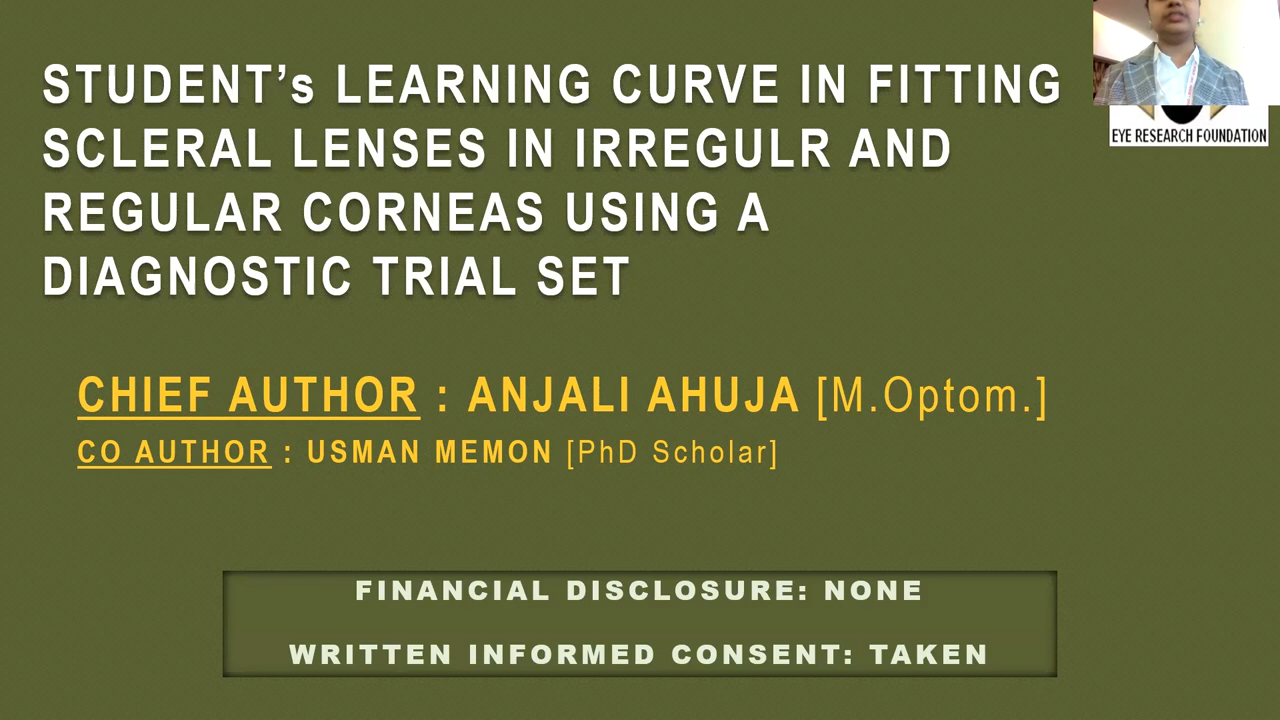 STUDENT’s LEARNING CURVE IN FITTING
SCLERAL LENSES IN IRREGULR AND
REGULAR CORNEAS USING A
DIAGNOSTIC TRIAL SET
EYE RESEARCH FOUNDATION
CHIEF AUTHOR : ANJALI AHUJA [M.Optom.]
CO AUTHOR : USMAN MEMON [PhD Scholar]
FINANCIAL DISCLOSURE: NONE
WRITTEN INFORMED CONSENT: TAKEN